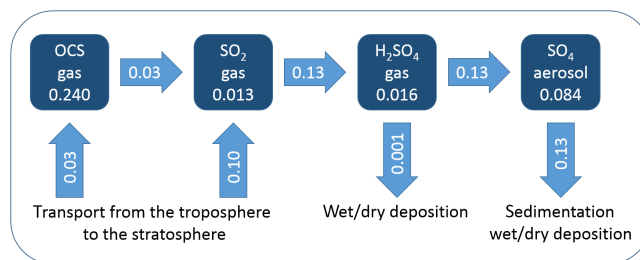 OCS
gas
0.240
0.03
SO₂
gas
0.013
0.13
H₂SO₄
gas
0.016
0.13
SO₄
aerosol
0.084
0.03
0.10
0.001
0.13
Transport from the troposphere
to the stratosphere
Wet/dry deposition
Sedimentation
wet/dry deposition